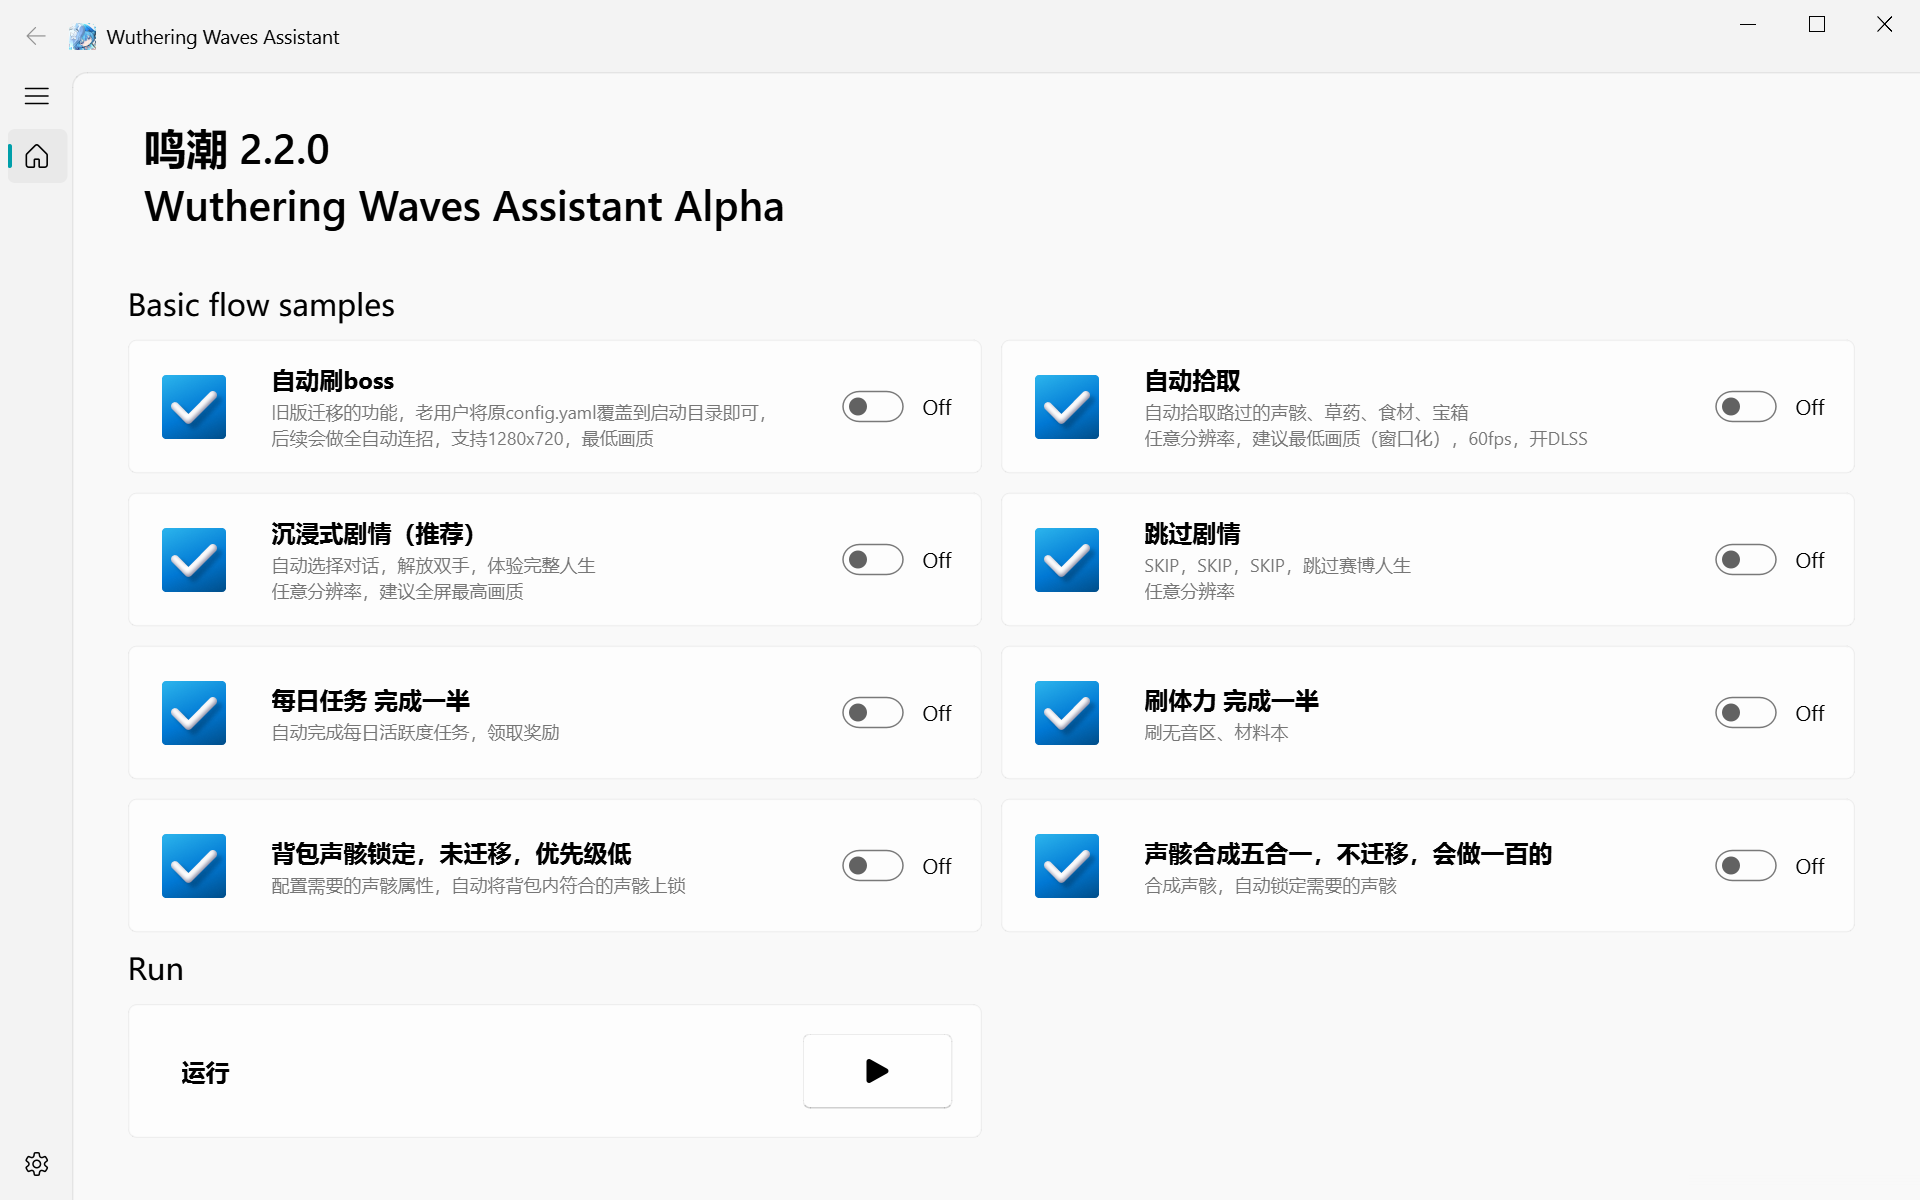 Wuthering Waves Assistant
鸣潮 2.2.0
Wuthering Waves Assistant Alpha
Basic flow samples
自动刷boss
旧版迁移的功能，老用户将原config.yaml覆盖到启动目录即可，
后续会做全自动连招，支持1280x720，最低画质
Off
自动拾取
自动拾取路过的声骸、草药、食材、宝箱
任意分辨率，建议最低画质（窗口化），60fps，开DLSS
Off
沉浸式剧情（推荐）
自动选择对话，解放双手，体验完整人生
任意分辨率，建议全屏最高画质
Off
跳过剧情
SKIP，SKIP，SKIP，跳过赛博人生
任意分辨率
Off
每日任务 完成一半
自动完成每日活跃度任务，领取奖励
Off
刷体力 完成一半
刷无音区、材料本
Off
背包声骸锁定，未迁移，优先级低
配置需要的声骸属性，自动将背包内符合的声骸上锁
Off
声骸合成五合一，不迁移，会做一百的
合成声骸，自动锁定需要的声骸
Off
Run
运行